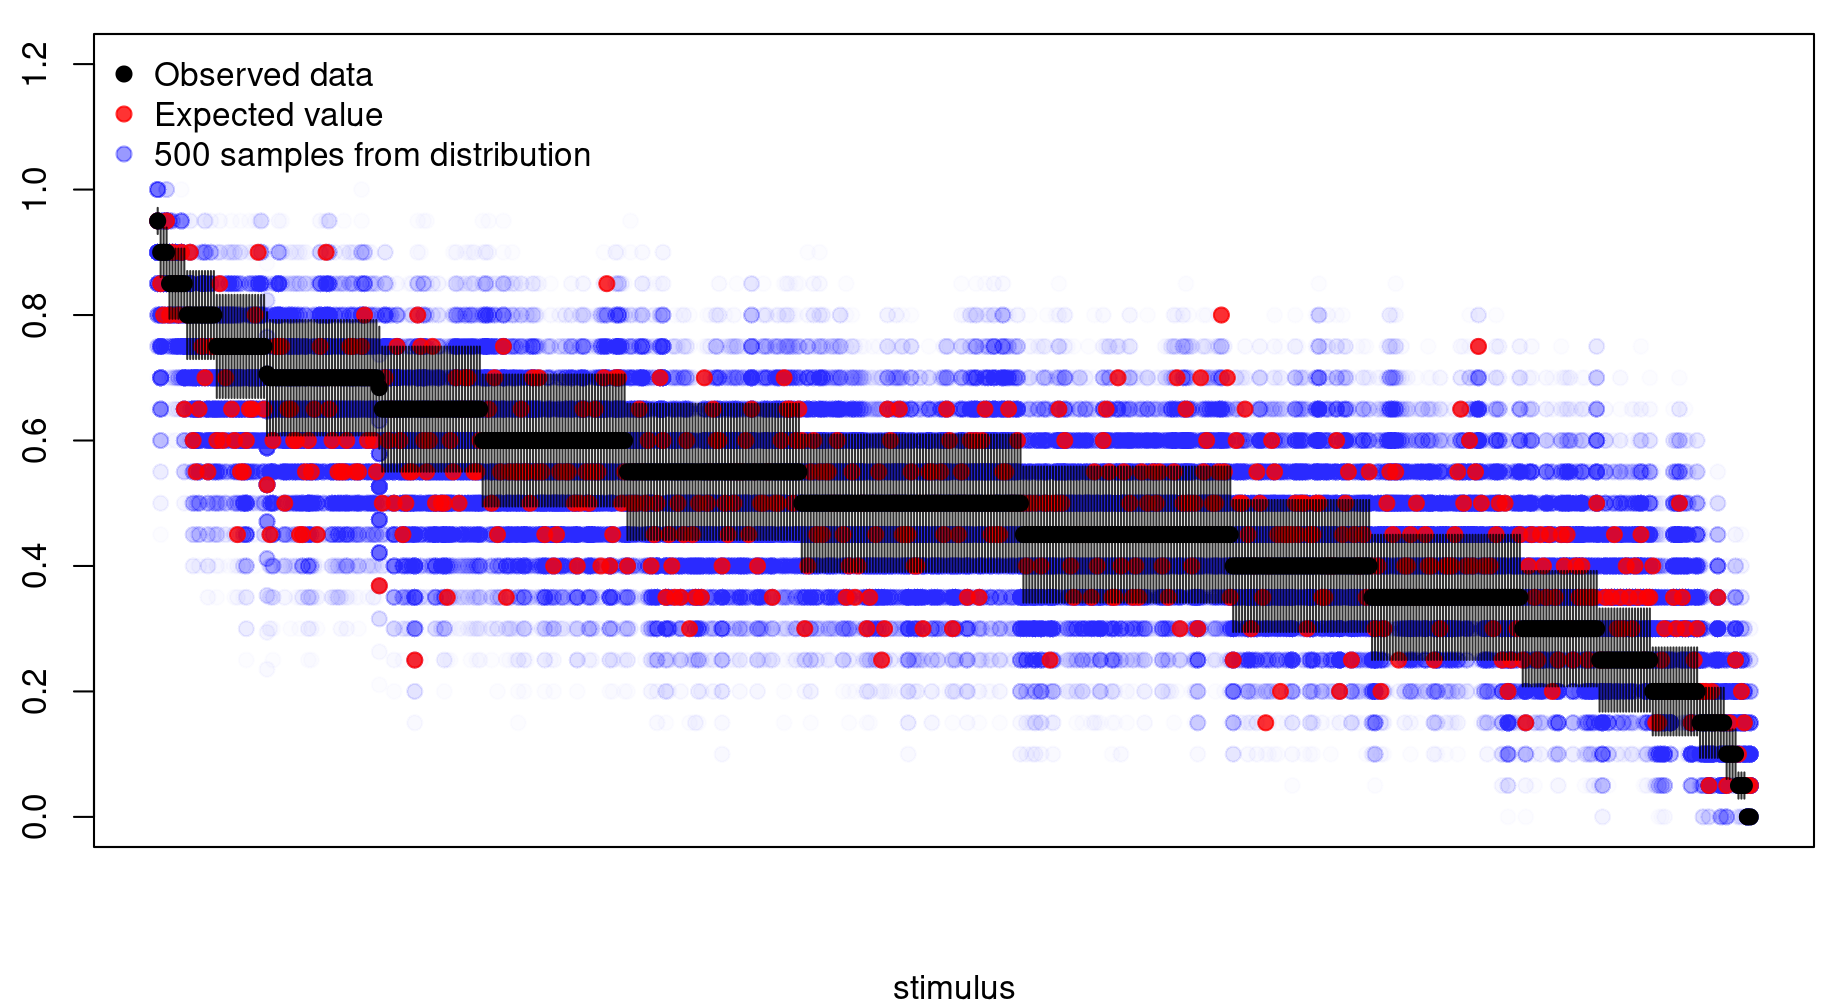 1.2
1.0
0.8
0.6
0.4
0.2
0.0
Observed data
Expected value
500 samples from distribution
stimulus